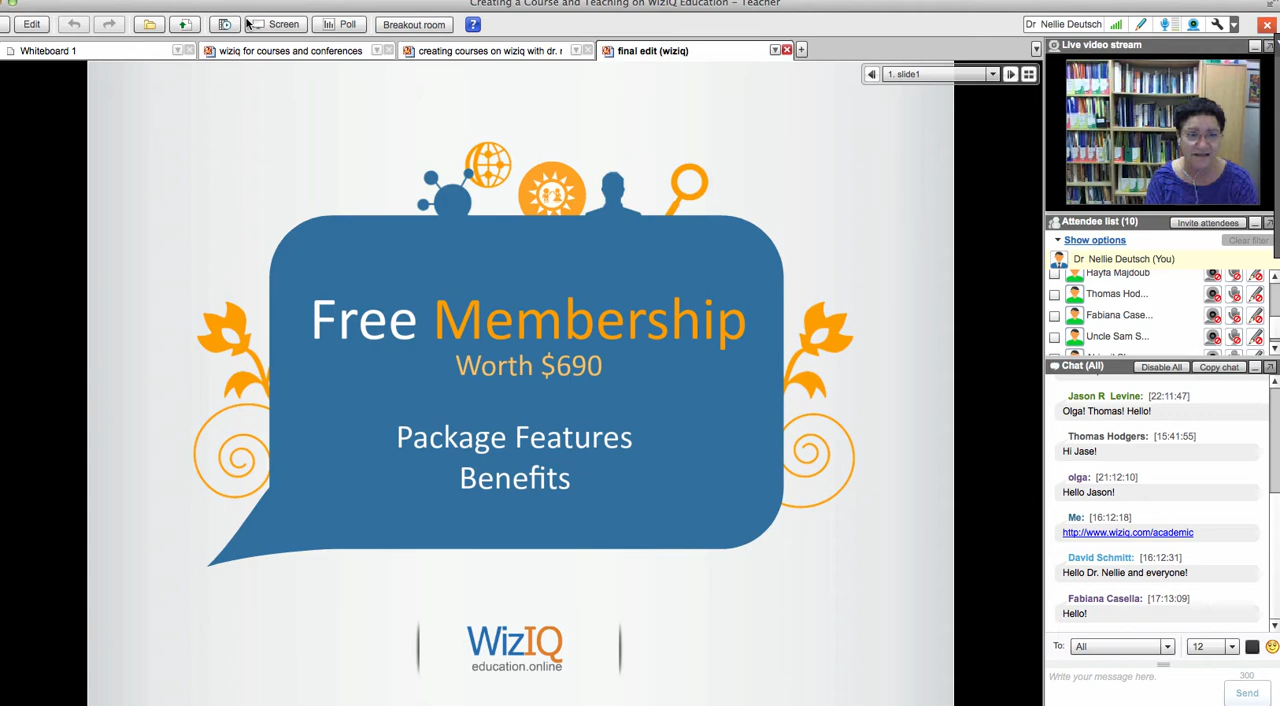 Creating a Course and Teaching on WizIQ Education - Teacher
Edit
Screen
Poll
Breakout room
?
Dr Nellie Deutsch
Whiteboard 1
wiziq for courses and conferences
creating courses on wiziq with dr. r
final edit (wiziq)
1. slide1
Free Membership
Worth $690
Package Features
Benefits
WizIQ
education.online
Live video stream
Attendee list (10)
Invite attendees
Show options
Clear filter
Dr Nellie Deutsch (You)
Hayfa Majdoub
Thomas Hod...
Fabiana Case...
Uncle Sam S...
Chat (All)
Disable All
Copy chat
Jason R Levine: [22:11:47]
Olga! Thomas! Hello!
Thomas Hodgers: [15:41:55]
Hi Jase!
olga: [21:12:10]
Hello Jason!
Me: [16:12:18]
http://www.wiziq.com/academic
David Schmitt: [16:12:31]
Hello Dr. Nellie and everyone!
Fabiana Casella: [17:13:09]
Hello!
To:
All
12
Write your message here.
300
Send